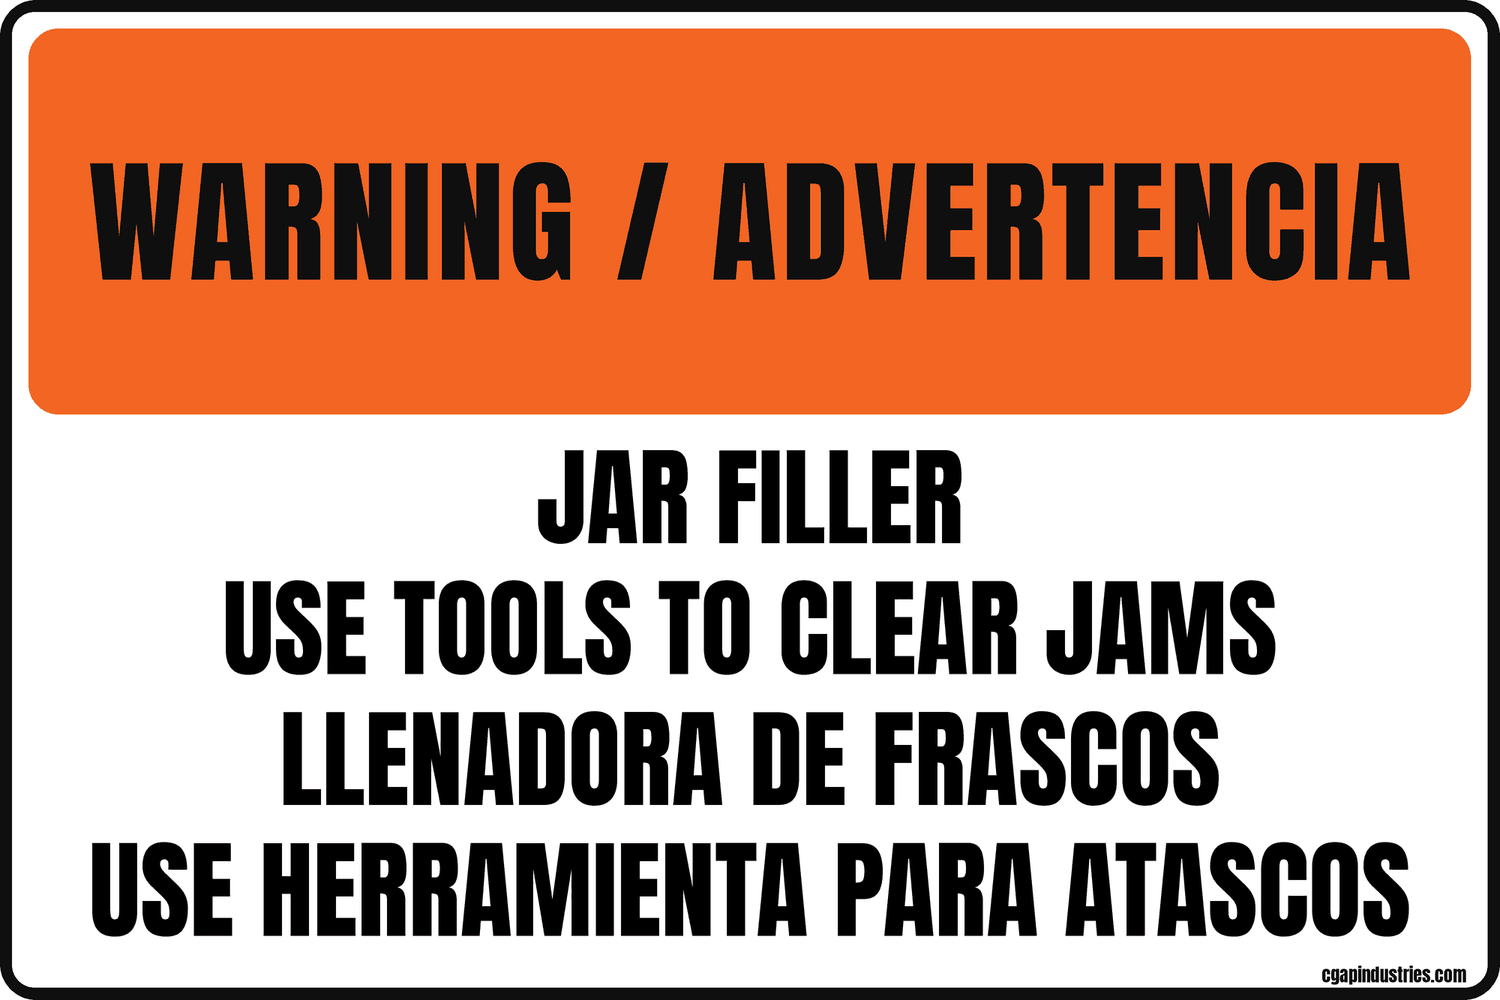 WARNING / ADVERTENCIA
JAR FILLER
USE TOOLS TO CLEAR JAMS
LLENADORA DE FRASCOS
USE HERRAMIENTA PARA ATASCOS
cgapindustries.com